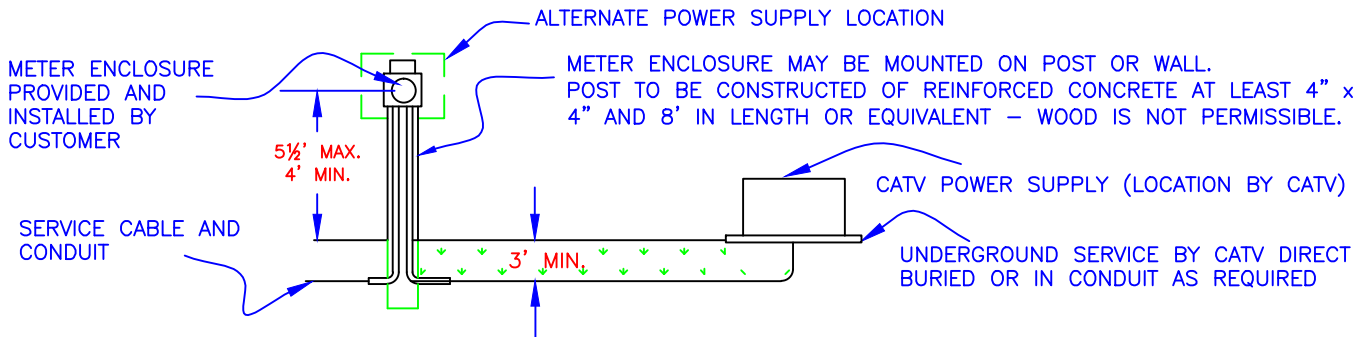 ALTERNATE POWER SUPPLY LOCATION
METER ENCLOSURE
PROVIDED AND
INSTALLED BY
CUSTOMER
METER ENCLOSURE MAY BE MOUNTED ON POST OR WALL.
POST TO BE CONSTRUCTED OF REINFORCED CONCRETE AT LEAST 4” x
4” AND 8’ IN LENGTH OR EQUIVALENT – WOOD IS NOT PERMISSIBLE.
5½’ MAX.
4’ MIN.
CATV POWER SUPPLY (LOCATION BY CATV)
SERVICE CABLE AND
CONDUIT
3’ MIN.
UNDERGROUND SERVICE BY CATV DIRECT
BURIED OR IN CONDUIT AS REQUIRED